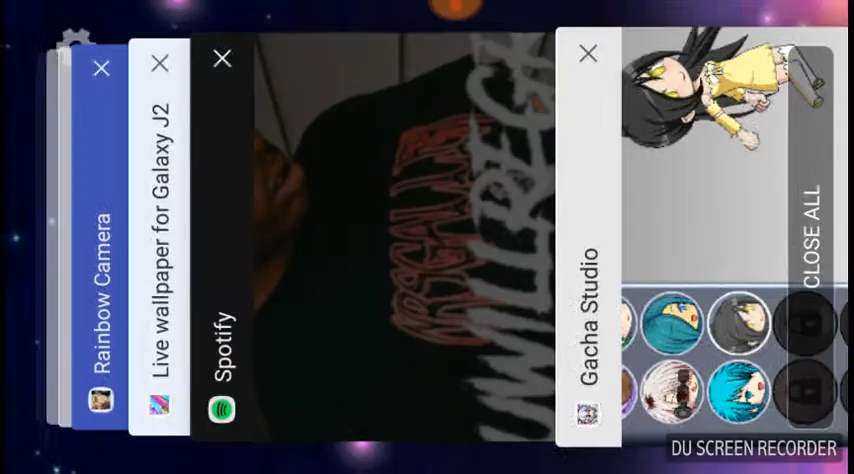 Rainbow Camera
Live wallpaper for Galaxy J2
Spotify
Gacha Studio
CLOSE ALL
DU SCREEN RECORDER